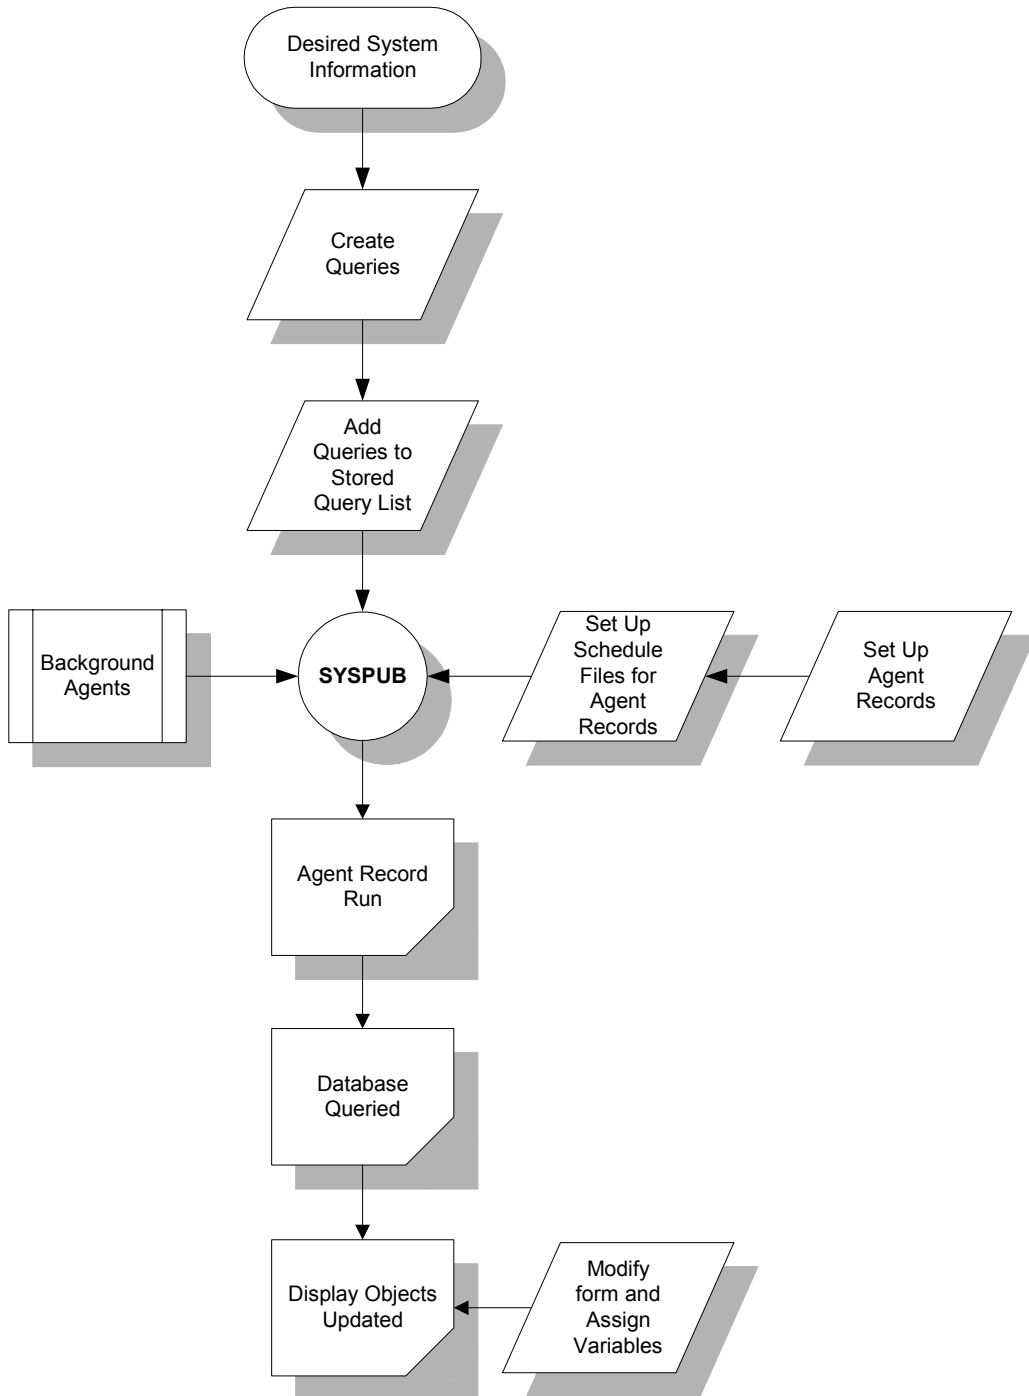 Desired System
Information
Create
Queries
Add
Queries to
Stored
Query List
Background
Agents
SYSPUB
Set Up
Schedule
Files for
Agent
Records
Set Up
Agent
Records
Agent Record
Run
Database
Queried
Display Objects
Updated
Modify
form and
Assign
Variables